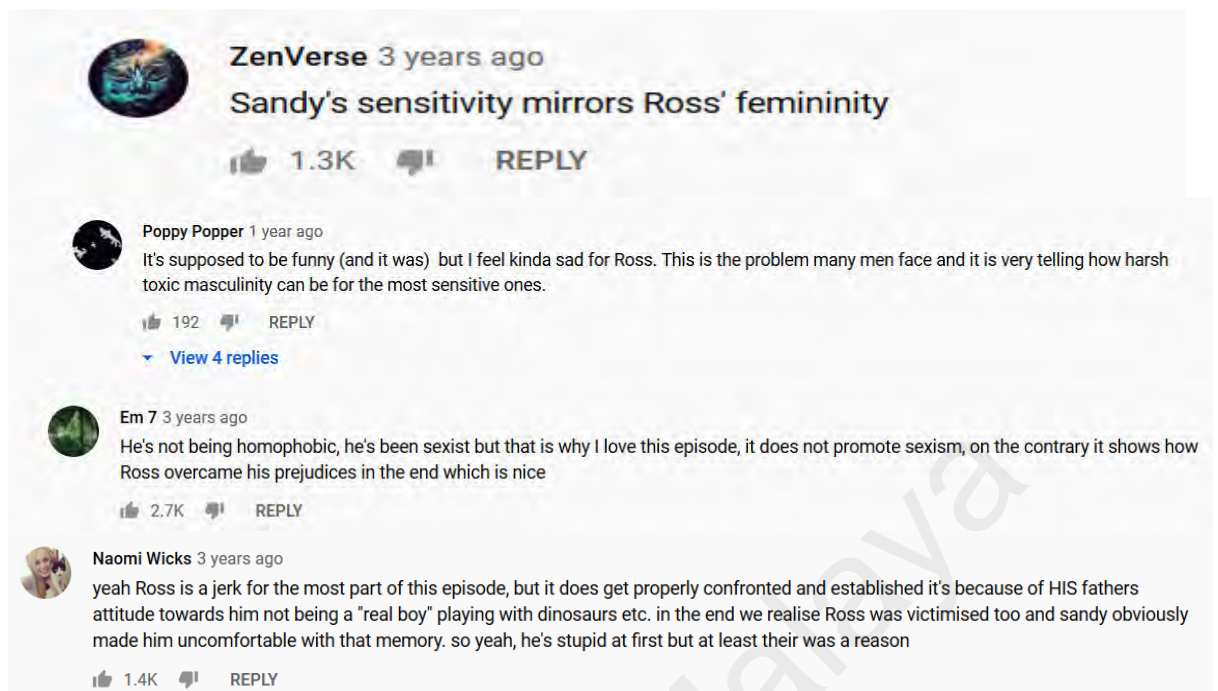 ZenVerse 3 years ago
Sandy's sensitivity mirrors Ross' femininity
1.3K REPLY
Poppy Popper 1 year ago
It's supposed to be funny (and it was) but I feel kinda sad for Ross. This is the problem many men face and it is very telling how harsh
toxic masculinity can be for the most sensitive ones.
192 REPLY
View 4 replies
Em 7 3 years ago
He's not being homophobic, he's been sexist but that is why I love this episode, it does not promote sexism, on the contrary it shows how
Ross overcame his prejudices in the end which is nice
2.7K REPLY
Naomi Wicks 3 years ago
yeah Ross is a jerk for the most part of this episode, but it does get properly confronted and established it's because of HIS fathers
attitude towards him not being a "real boy" playing with dinosaurs etc. in the end we realise Ross was victimised too and sandy obviously
made him uncomfortable with that memory. so yeah, he's stupid at first but at least their was a reason
1.4K REPLY